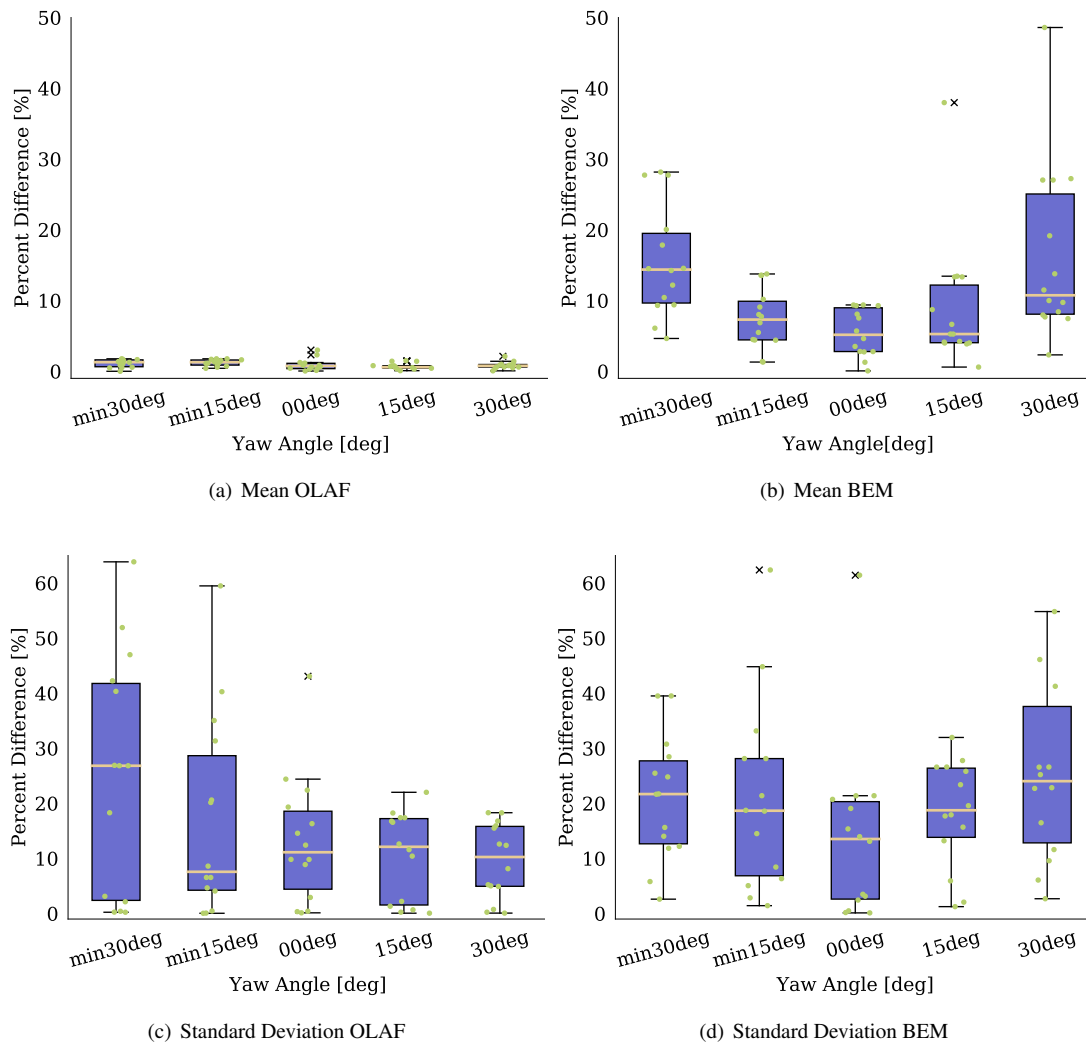 50
40
30
20
10
0
Percent Difference [%]
min30deg
min15deg
00deg
15deg
30deg
Yaw Angle [deg]
(a) Mean OLAF
50
40
30
20
10
0
Percent Difference [%]
min30deg
min15deg
00deg
15deg
30deg
Yaw Angle[deg]
(b) Mean BEM
60
50
40
30
20
10
0
Percent Difference [%]
min30deg
min15deg
00deg
15deg
30deg
Yaw Angle [deg]
(c) Standard Deviation OLAF
60
50
40
30
20
10
0
Percent Difference [%]
min30deg
min15deg
00deg
15deg
30deg
Yaw Angle [deg]
(d) Standard Deviation BEM